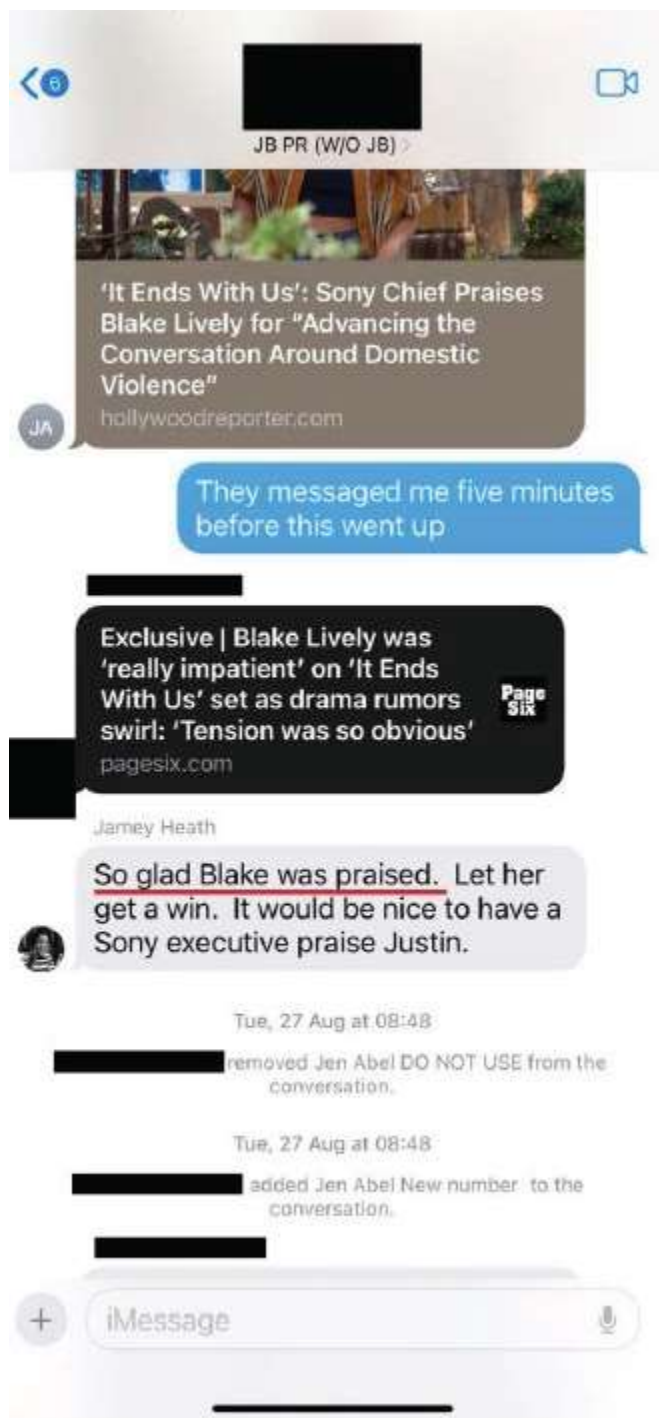 6
JB PR (W/O JB) >
'It Ends With Us': Sony Chief Praises
Blake Lively for "Advancing the
Conversation Around Domestic
Violence"
hollywoodreporter.com
JA
They messaged me five minutes
before this went up
Exclusive | Blake Lively was
'really impatient' on 'It Ends
With Us' set as drama rumors
swirl: 'Tension was so obvious'
Page
Six
pagesix.com
Jamey Heath
So glad Blake was praised. Let her
get a win. It would be nice to have a
Sony executive praise Justin.
Tue, 27 Aug at 08:48
removed Jen Abel DO NOT USE from the
conversation.
Tue, 27 Aug at 08:48
added Jen Abel New number to the
conversation.
iMessage